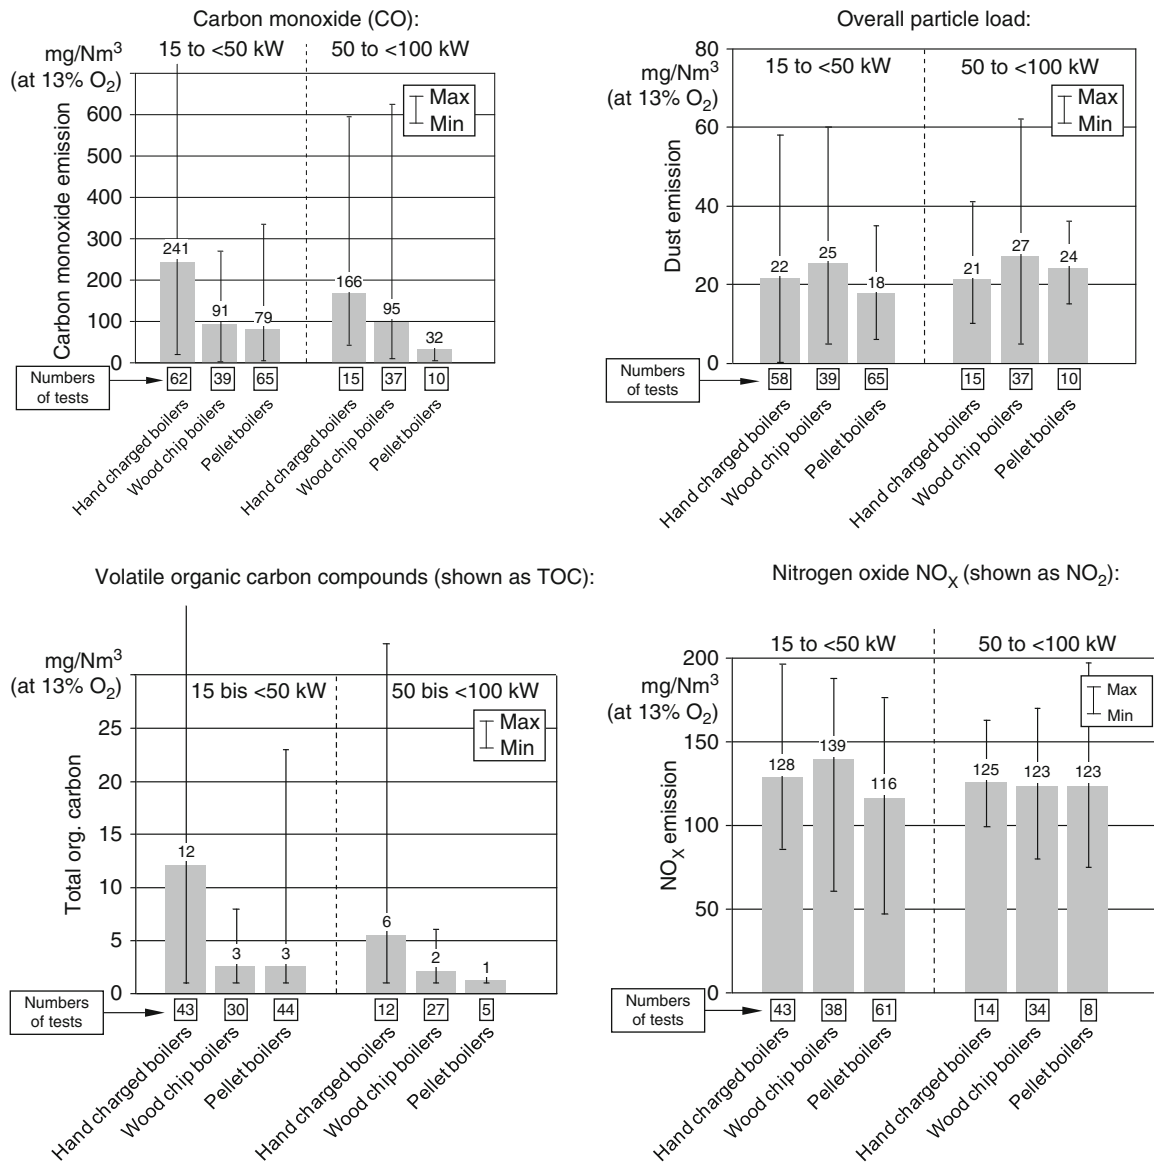 Carbon monoxide (CO):
mg/Nm³
(at 13% O₂)
15 to <50 kW
50 to <100 kW
Max
Min
Carbon monoxide emission
600
500
400
300
200
100
0
241
91
79
166
95
32
Numbers
of tests
62
39
65
15
37
10
Hand charged boilers
Wood chip boilers
Pellet boilers
Hand charged boilers
Wood chip boilers
Pellet boilers
Overall particle load:
mg/Nm³
(at 13% O₂)
15 to <50 kW
50 to <100 kW
Max
Min
Dust emission
80
60
40
20
0
22
25
18
21
27
24
Numbers
of tests
58
39
65
15
37
10
Hand charged boilers
Wood chip boilers
Pellet boilers
Hand charged boilers
Wood chip boilers
Pellet boilers
Volatile organic carbon compounds (shown as TOC):
mg/Nm³
(at 13% O₂)
15 bis <50 kW
50 bis <100 kW
Max
Min
Total org. carbon
25
20
15
10
5
0
12
3
3
6
2
1
Numbers
of tests
43
30
44
12
27
5
Hand charged boilers
Wood chip boilers
Pellet boilers
Hand charged boilers
Wood chip boilers
Pellet boilers
Nitrogen oxide NOX (shown as NO₂):
mg/Nm³
(at 13% O₂)
15 to <50 kW
50 to <100 kW
Max
Min
NOX emission
200
150
100
50
0
128
139
116
125
123
123
Numbers
of tests
43
38
61
14
34
8
Hand charged boilers
Wood chip boilers
Pellet boilers
Hand charged boilers
Wood chip boilers
Pellet boilers